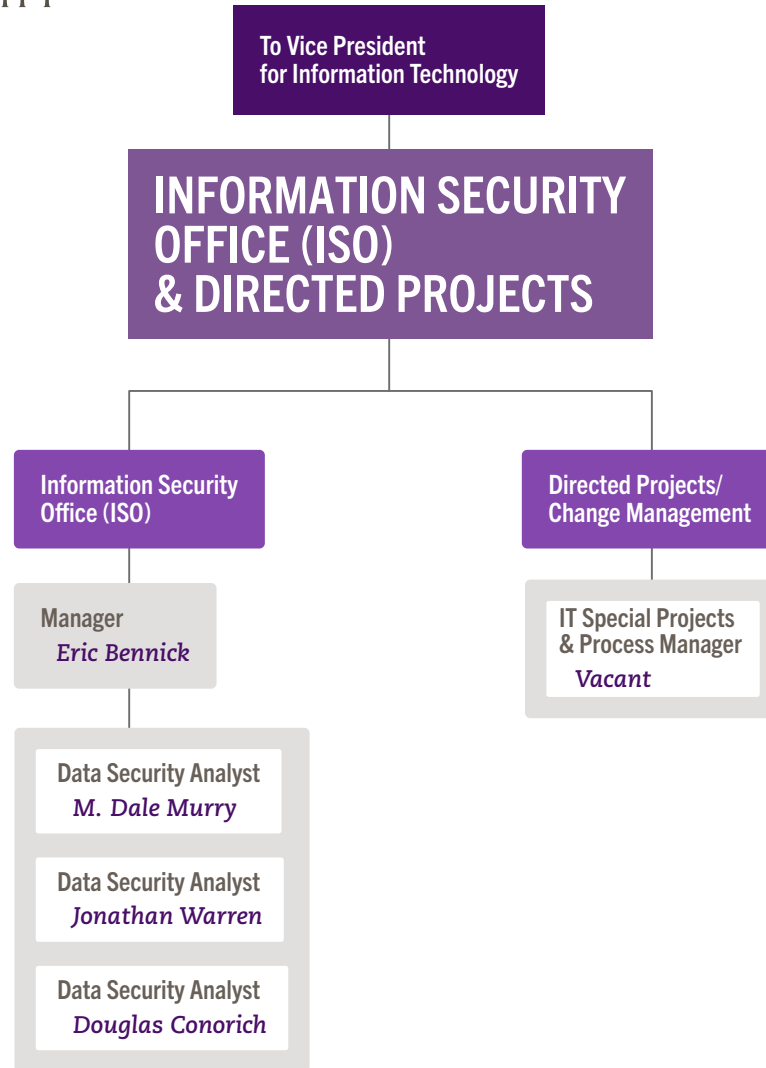 To Vice President
for Information Technology
INFORMATION SECURITY
OFFICE (ISO)
& DIRECTED PROJECTS
Information Security
Office (ISO)
Manager
Eric Bennick
Data Security Analyst
M. Dale Murry
Data Security Analyst
Jonathan Warren
Data Security Analyst
Douglas Conorich
Directed Projects/
Change Management
IT Special Projects
& Process Manager
Vacant